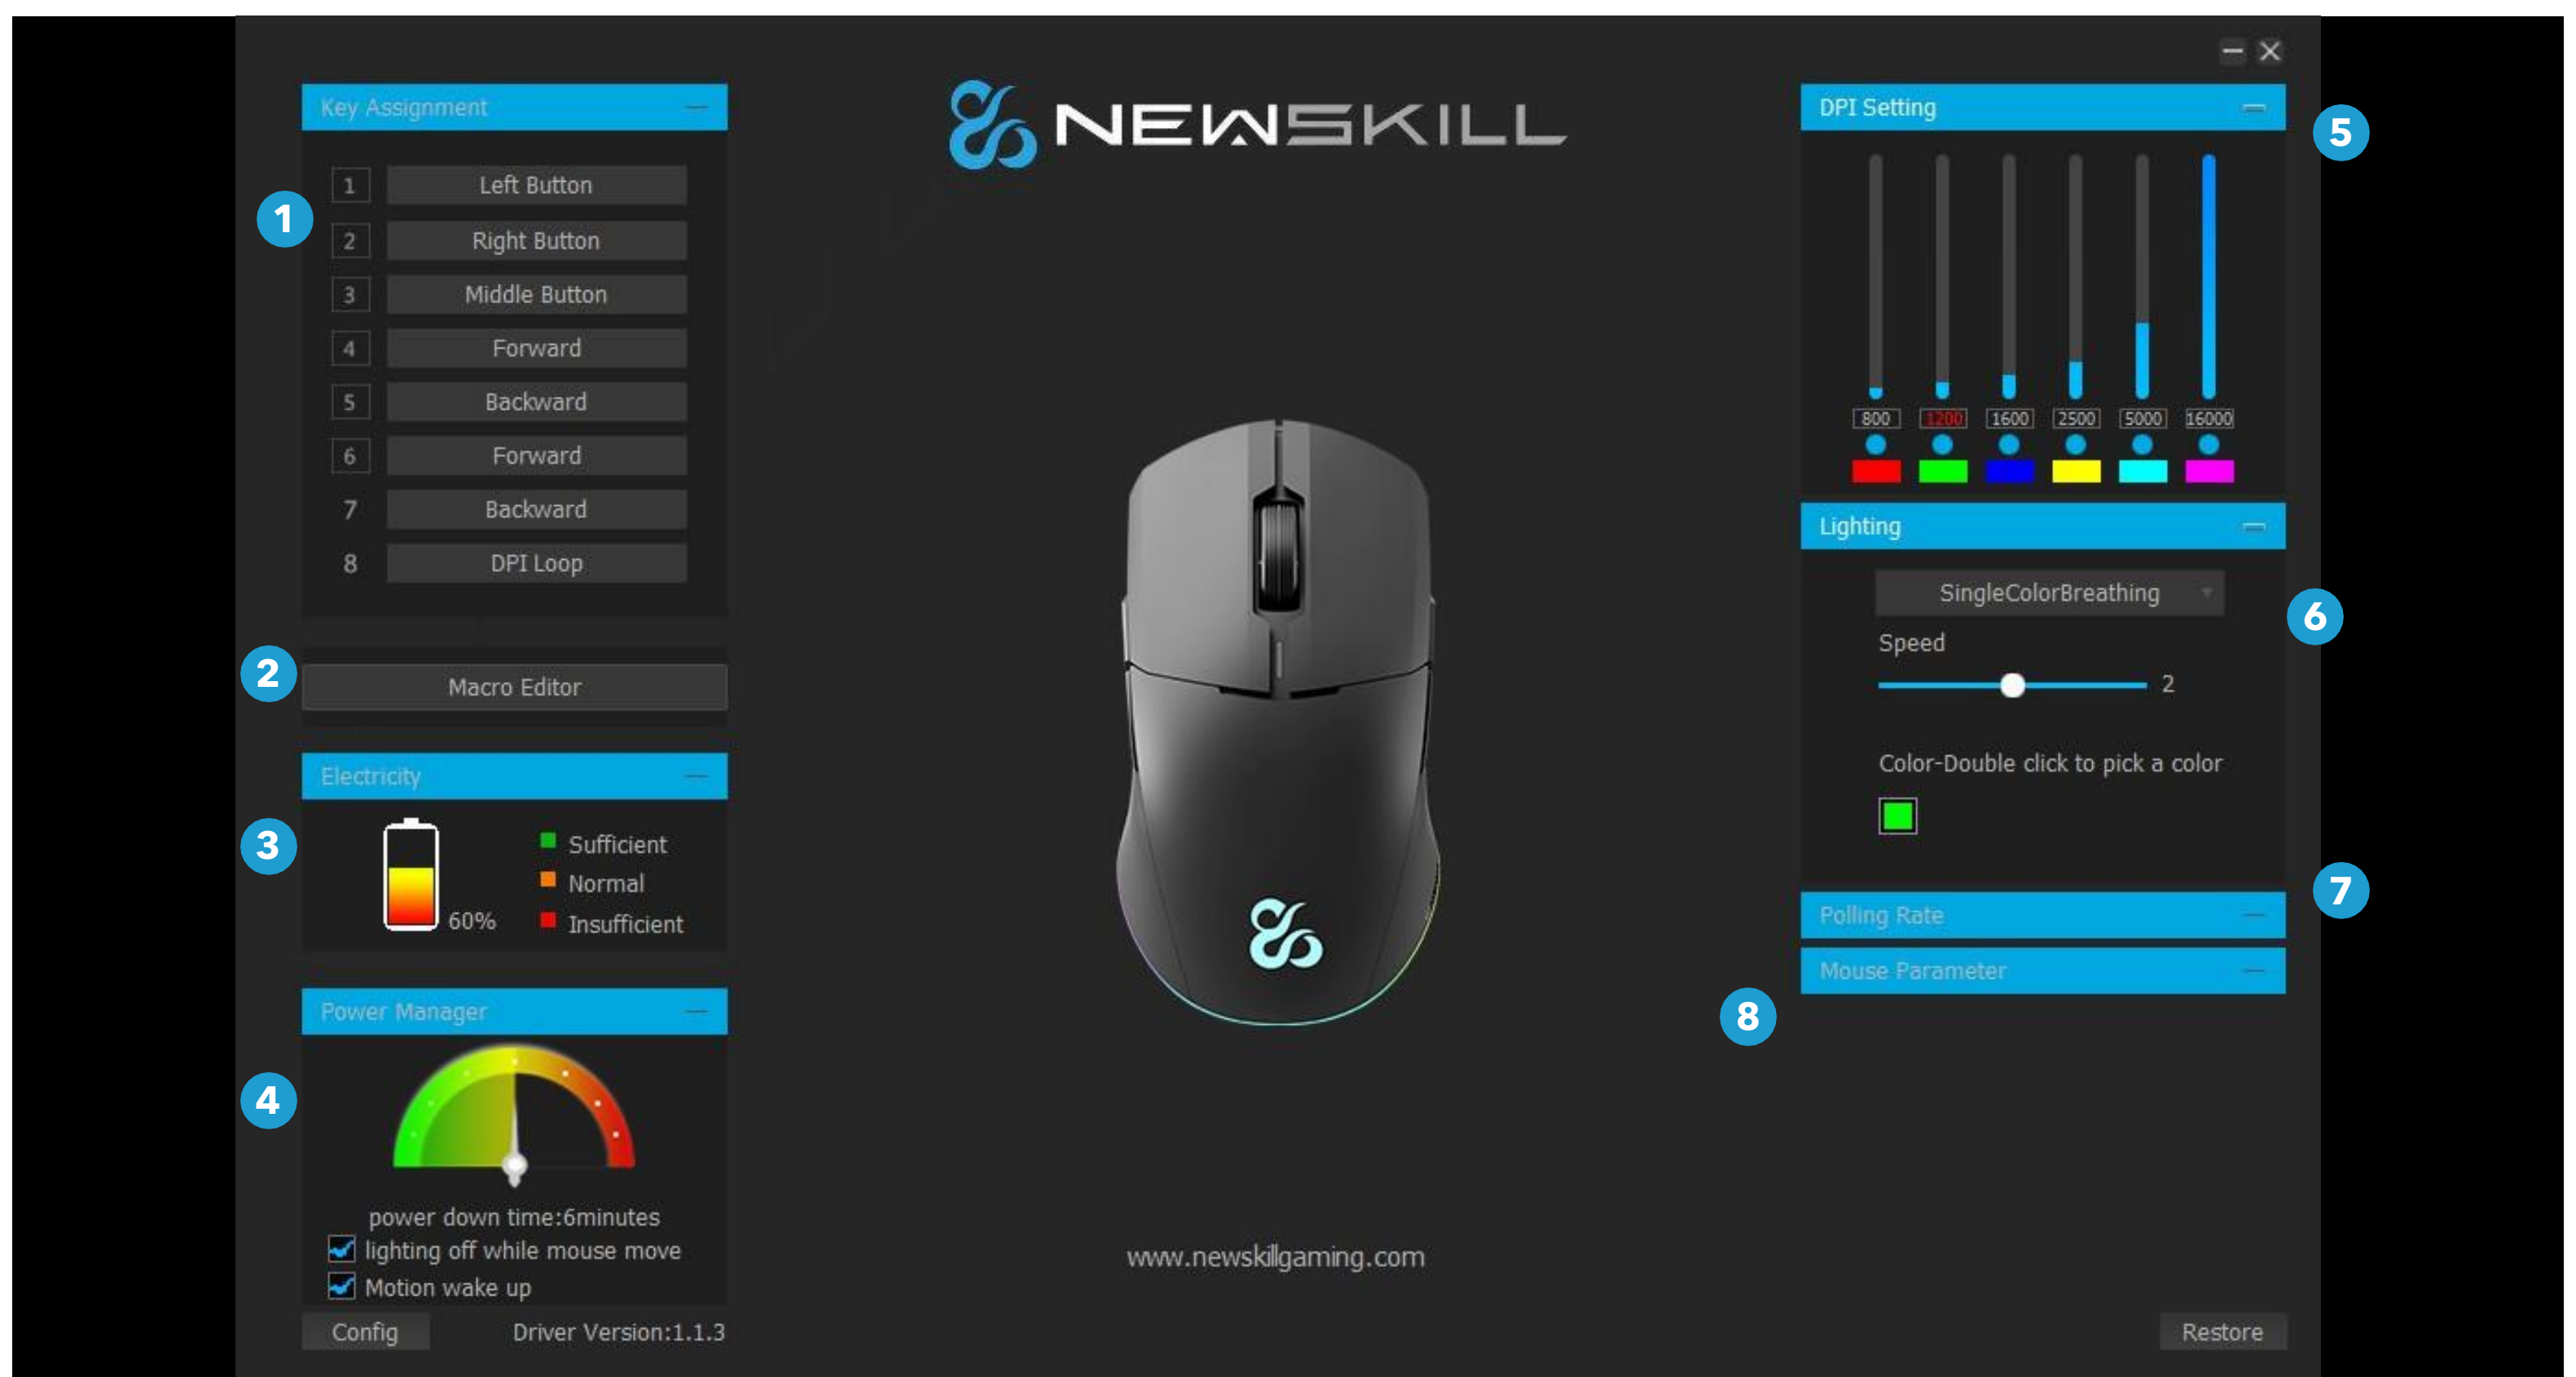 Key Assignment
1
1 Left Button
2 Right Button
3 Middle Button
4 Forward
5 Backward
6 Forward
7 Backward
8 DPI Loop
2
Macro Editor
Electricity
3
Sufficient
Normal
60%
Insufficient
Power Manager
4
power down time:6minutes
lighting off while mouse move
Motion wake up
Config
Driver Version:1.1.3
NEWSKILL
www.newskillgaming.com
DPI Setting
5
800 1200 1600 2500 5000 16000
Lighting
SingleColorBreathing
6
Speed
2
Color-Double click to pick a color
7
Polling Rate
Mouse Parameter
8
Restore